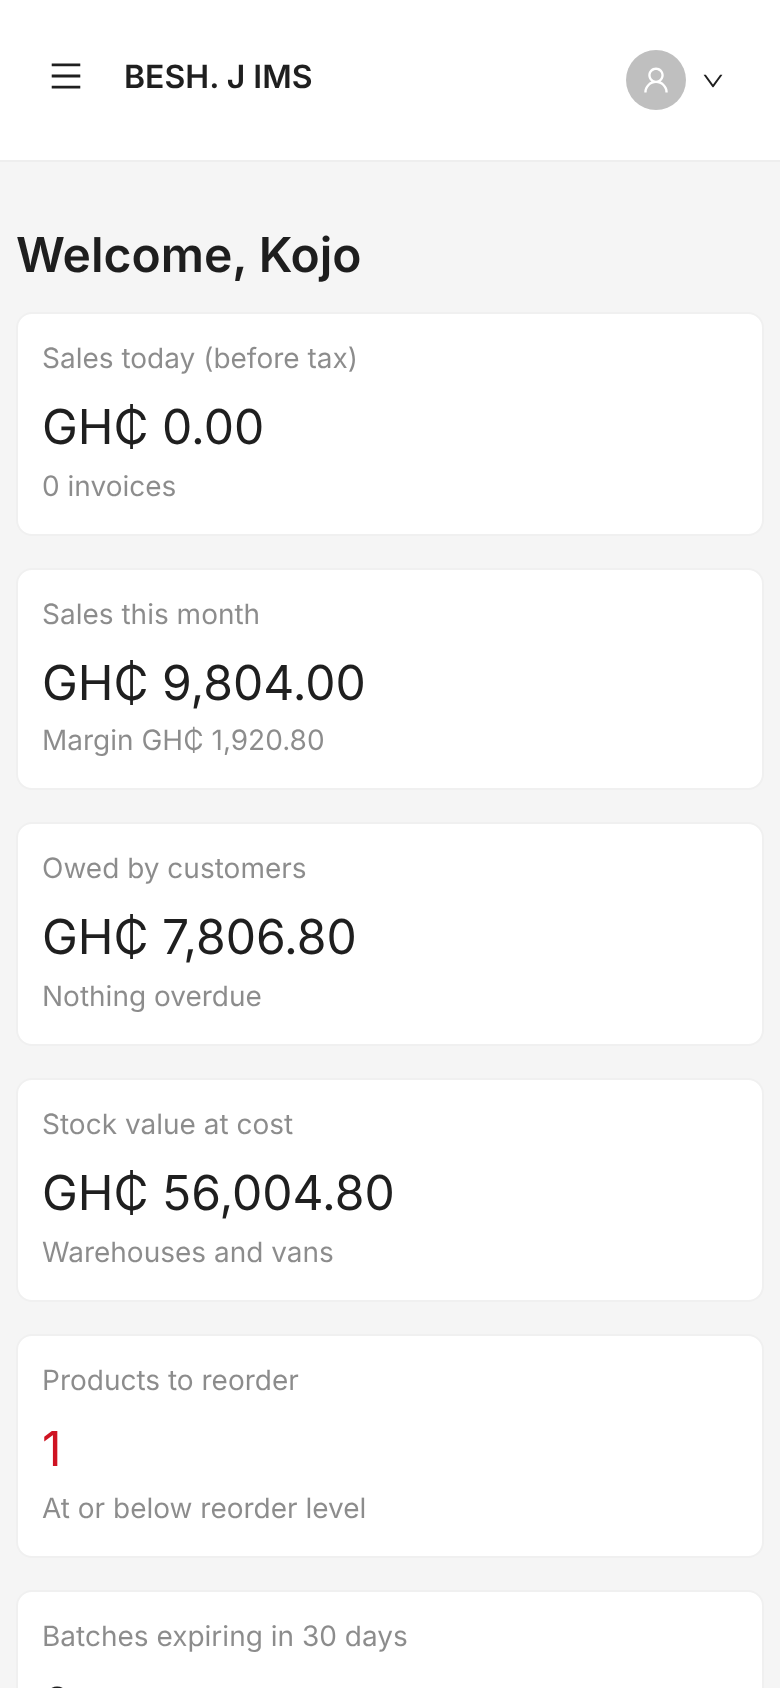 BESH. J IMS
Welcome, Kojo
Sales today (before tax)
GH₵ 0.00
0 invoices
Sales this month
GH₵ 9,804.00
Margin GH₵ 1,920.80
Owed by customers
GH₵ 7,806.80
Nothing overdue
Stock value at cost
GH₵ 56,004.80
Warehouses and vans
Products to reorder
1
At or below reorder level
Batches expiring in 30 days